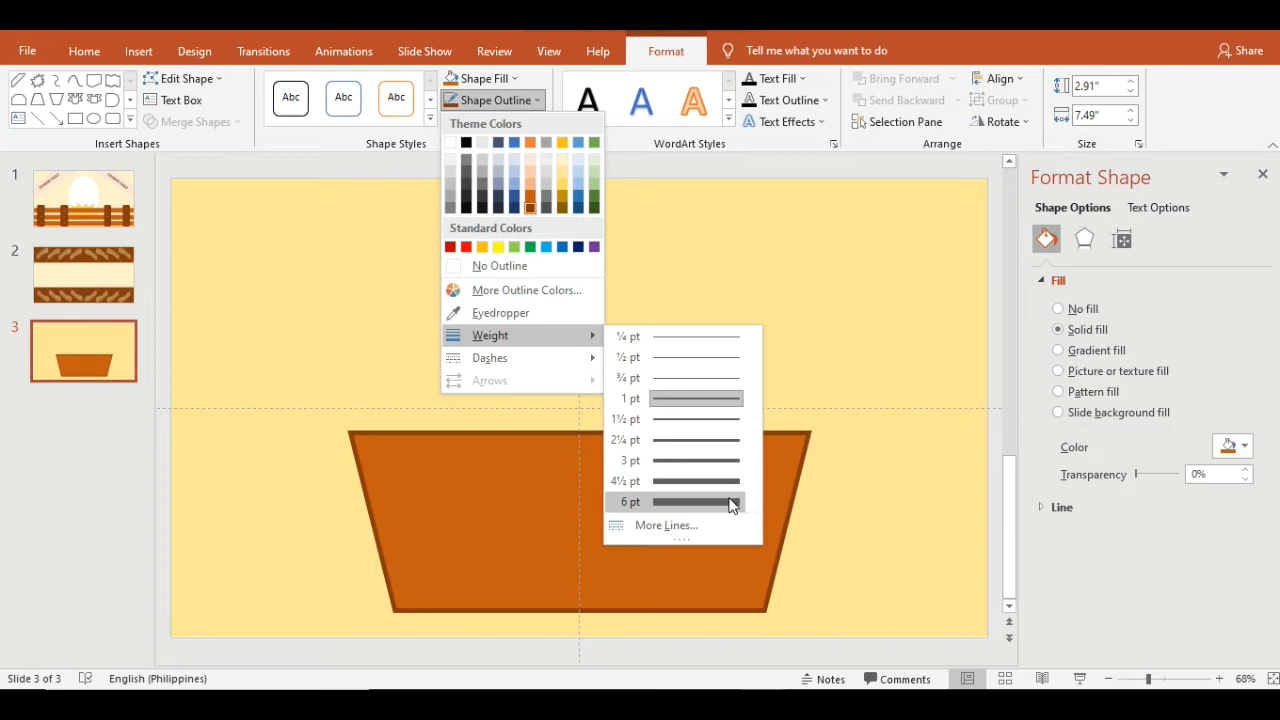 File Home Insert Design Transitions Animations Slide Show Review View Help Format Tell me what you want to do Share
Edit Shape Text Box Merge Shapes
Insert Shapes
Abc Abc Abc
Shape Fill
Shape Outline
Shape Styles
A A A
Text Fill
Text Outline
Text Effects
WordArt Styles
Bring Forward
Send Backward
Selection Pane
Align
Group
Rotate
Arrange
2.91"
7.49"
Size
Theme Colors
Standard Colors
No Outline
More Outline Colors...
Eyedropper
Weight
Dashes
Arrows
¼ pt
½ pt
¾ pt
1 pt
1½ pt
2¼ pt
3 pt
4½ pt
6 pt
More Lines...
1
2
3
Format Shape
Shape Options Text Options
Fill
No fill
Solid fill
Gradient fill
Picture or texture fill
Pattern fill
Slide background fill
Color
Transparency 0%
Line
Slide 3 of 3 English (Philippines) Notes Comments 68%